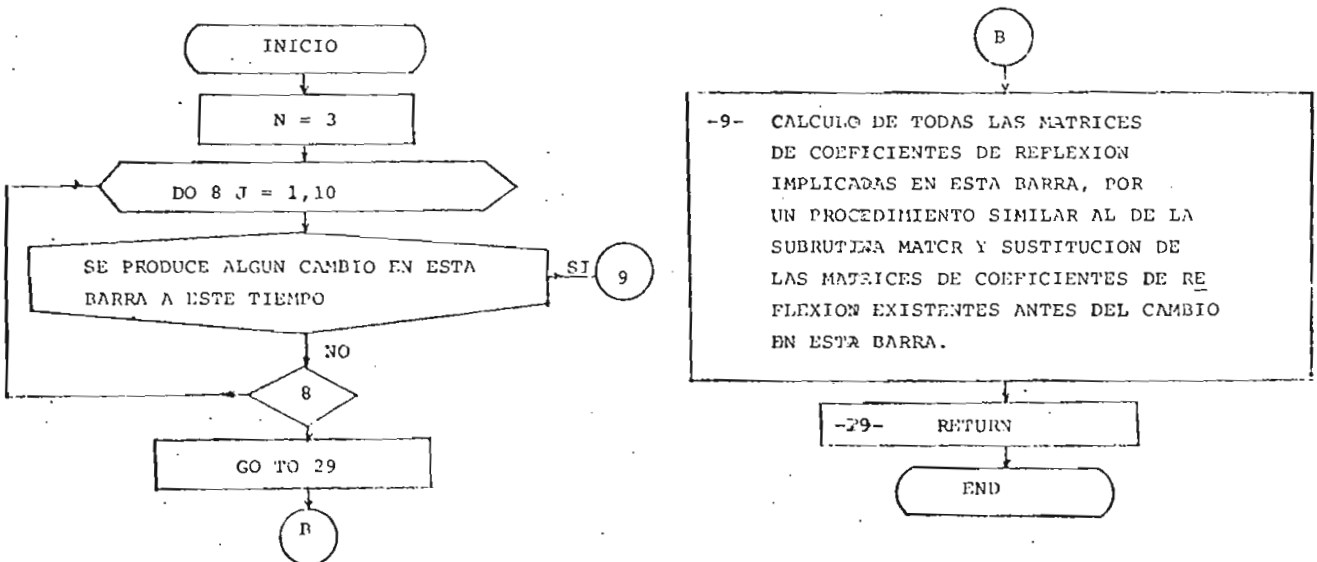 INICIO
N = 3
DO 8 J = 1,10
SE PRODUCE ALGUN CAMBIO EN ESTA
BARRA A ESTE TIEMPO
SI
9
NO
8
GO TO 29
B
B
-9- CALCULO DE TODAS LAS MATRICES
DE COEFICIENTES DE REFLEXION
IMPLICADAS EN ESTA BARRA, POR
UN PROCEDIMIENTO SIMILAR AL DE LA
SUBRUTINA MATCR Y SUSTITUCION DE
LAS MATRICES DE COEFICIENTES DE RE
FLEXION EXISTENTES ANTES DEL CAMBIO
EN ESTA BARRA.
-29- RETURN
END